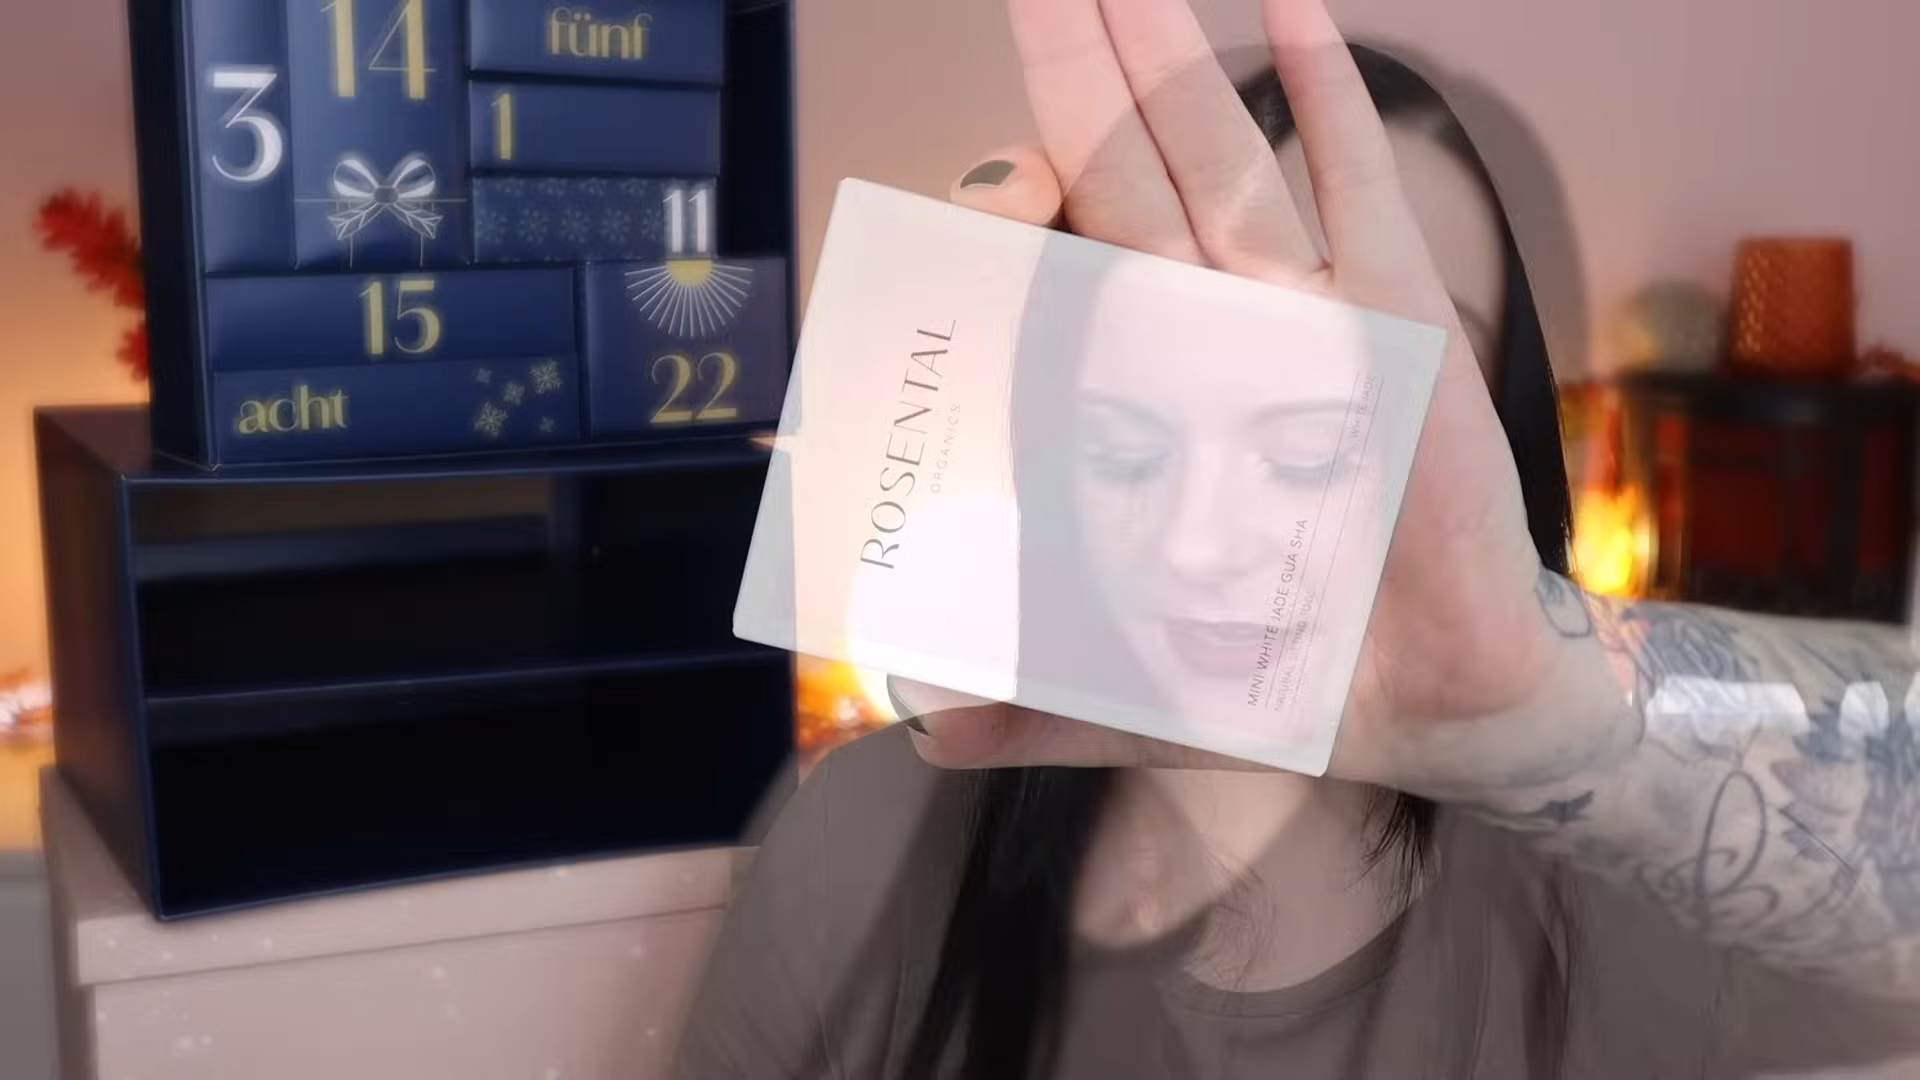 3
14
fünf
1
11
15
acht
22
ROSENTAL
ORGANICS
MINI WHITE JADE GUA SHA
WHITE JADE